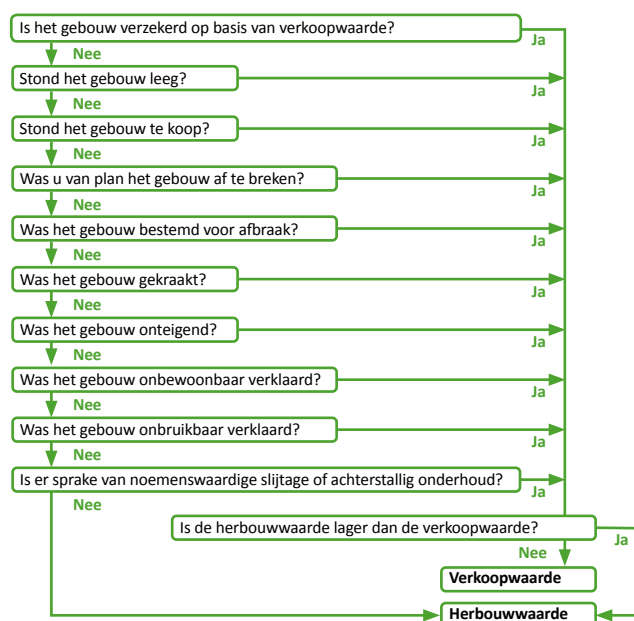 Is het gebouw verzekerd op basis van verkoopwaarde?
Ja
Nee
Stond het gebouw leeg?
Ja
Nee
Stond het gebouw te koop?
Ja
Nee
Was u van plan het gebouw af te breken?
Ja
Nee
Was het gebouw bestemd voor afbraak?
Ja
Nee
Was het gebouw gekraakt?
Ja
Nee
Was het gebouw onteigend?
Ja
Nee
Was het gebouw onbewoonbaar verklaard?
Ja
Nee
Was het gebouw onbruikbaar verklaard?
Ja
Nee
Is er sprake van noemenswaardige slijtage of achterstallig onderhoud?
Ja
Nee
Is de herbouwwaarde lager dan de verkoopwaarde?
Ja
Nee
Verkoopwaarde
Herbouwwaarde